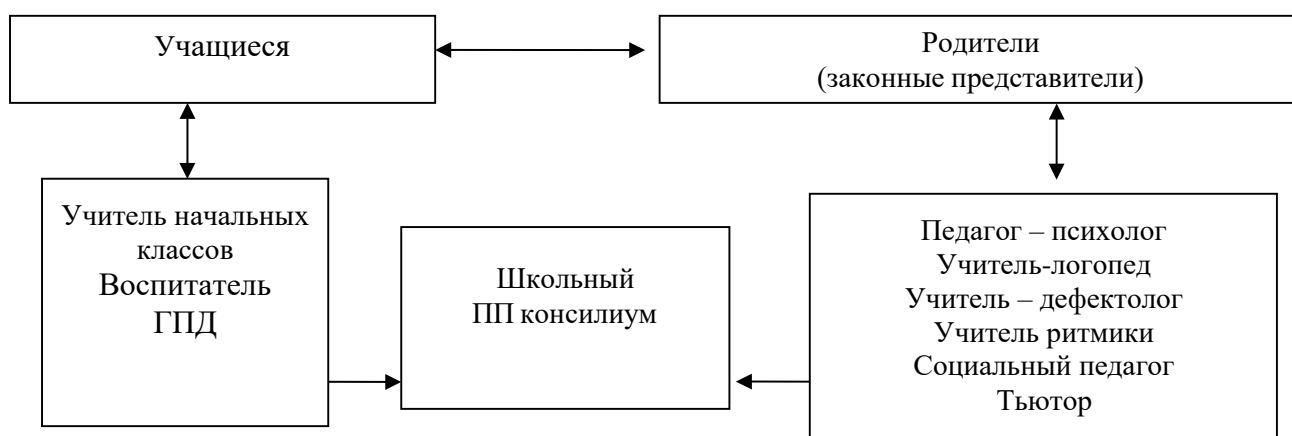 Учащиеся
Родители
(законные представители)
Учитель начальных
классов
Воспитатель
ГПД
Школьный
ПП консилиум
Педагог – психолог
Учитель-логопед
Учитель – дефектолог
Учитель ритмики
Социальный педагог
Тьютор